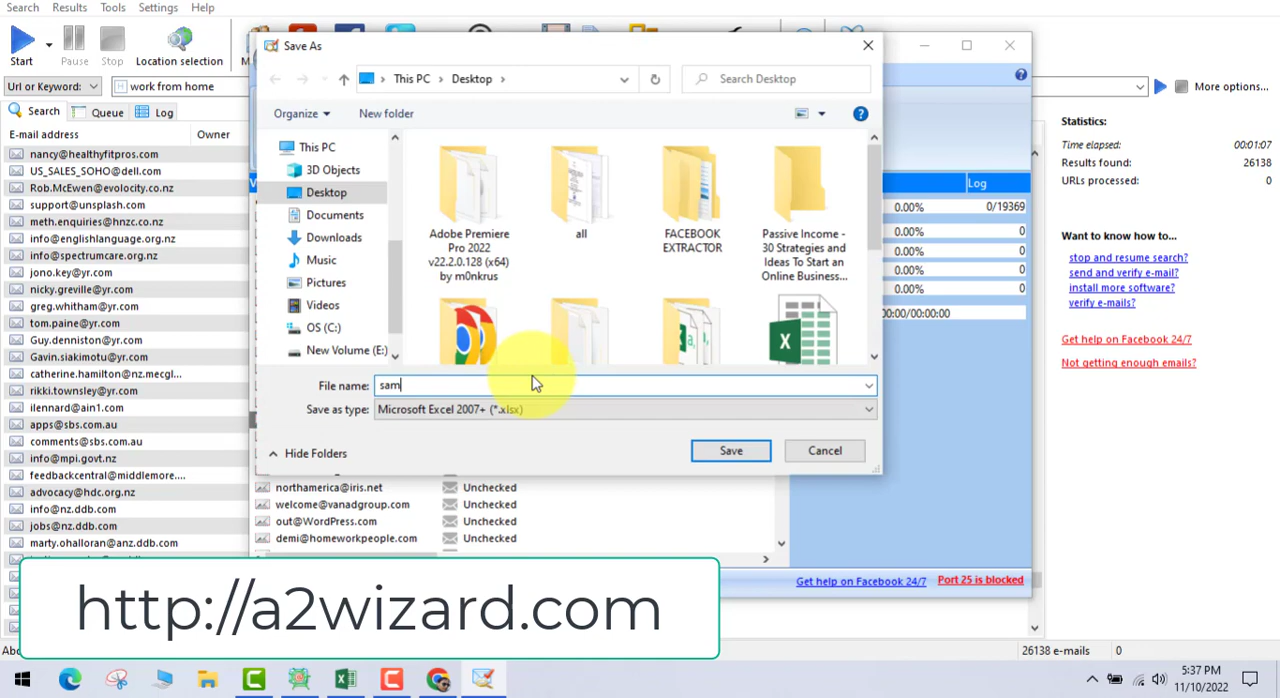 Search Results Tools Settings Help
Start Pause Stop Location selection
Url or Keyword: work from home More options...
Search Queue Log
E-mail address Owner
nancy@healthyfitpros.com
US_SALES_SOHO@dell.com
Rob.McEwen@evolocity.co.nz
support@unsplash.com
meth.enquiries@hnzc.co.nz
info@englishlanguage.org.nz
info@spectrumcare.org.nz
jono.key@yr.com
nicky.greville@yr.com
greg.whitham@yr.com
tom.paine@yr.com
Guy.denniston@yr.com
Gavin.siakimotu@yr.com
catherine.hamilton@nz.mecgl...
rikki.townsley@yr.com
ilennard@ain1.com
apps@sbs.com.au
comments@sbs.com.au
info@mpi.govt.nz
feedbackcentral@middlemore....
advocacy@hdc.org.nz
info@nz.ddb.com
jobs@nz.ddb.com
marty.ohalloran@anz.ddb.com
Save As
This PC > Desktop >
Search Desktop
Organize New folder
This PC
3D Objects
Desktop
Documents
Downloads
Music
Pictures
Videos
OS (C:)
New Volume (E:)
Adobe Premiere
Pro 2022
v22.2.0.128 (x64)
by m0nkrus
all
FACEBOOK
EXTRACTOR
Passive Income -
30 Strategies and
Ideas To Start an
Online Business...
File name: sam
Save as type: Microsoft Excel 2007+ (*.xlsx)
Hide Folders Save Cancel
Log
0.00% 0/19369
0.00% 0
0.00% 0
0.00% 0
0.00% 0
00:00/00:00:00
northamerica@iris.net Unchecked
welcome@vanadgroup.com Unchecked
out@WordPress.com Unchecked
demi@homeworkpeople.com Unchecked
Get help on Facebook 24/7 Port 25 is blocked
Statistics:
Time elapsed: 00:01:07
Results found: 26138
URLs processed: 0
Want to know how to...
stop and resume search?
send and verify e-mail?
install more software?
verify e-mails?
Get help on Facebook 24/7
Not getting enough emails?
http://a2wizard.com
26138 e-mails 0
5:37 PM
11/10/2022